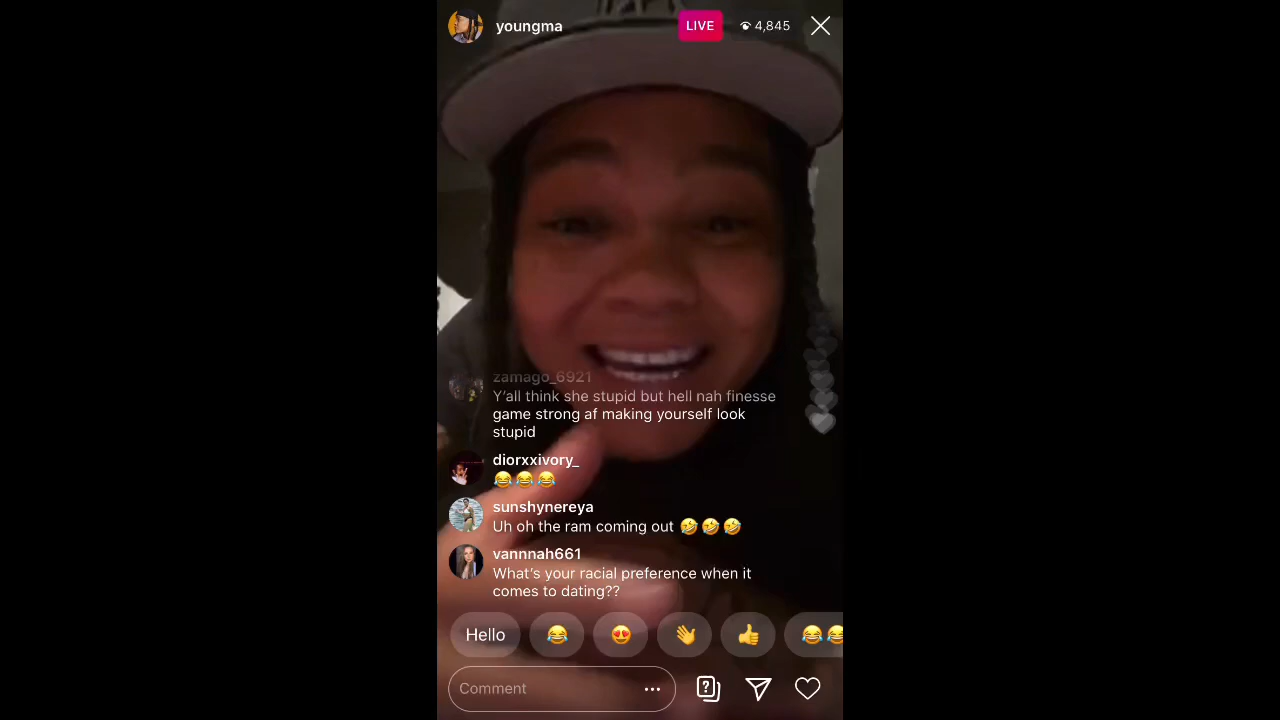 youngma
LIVE
4,845
zamago_6921
Y'all think she stupid but hell nah finesse
game strong af making yourself look
stupid
diorxxivory_
😂😂😂
sunshynereya
Uh oh the ram coming out 🤣🤣🤣
vannnah661
What's your racial preference when it
comes to dating??
Hello 😂 😍 👋 👍 😂😂
Comment